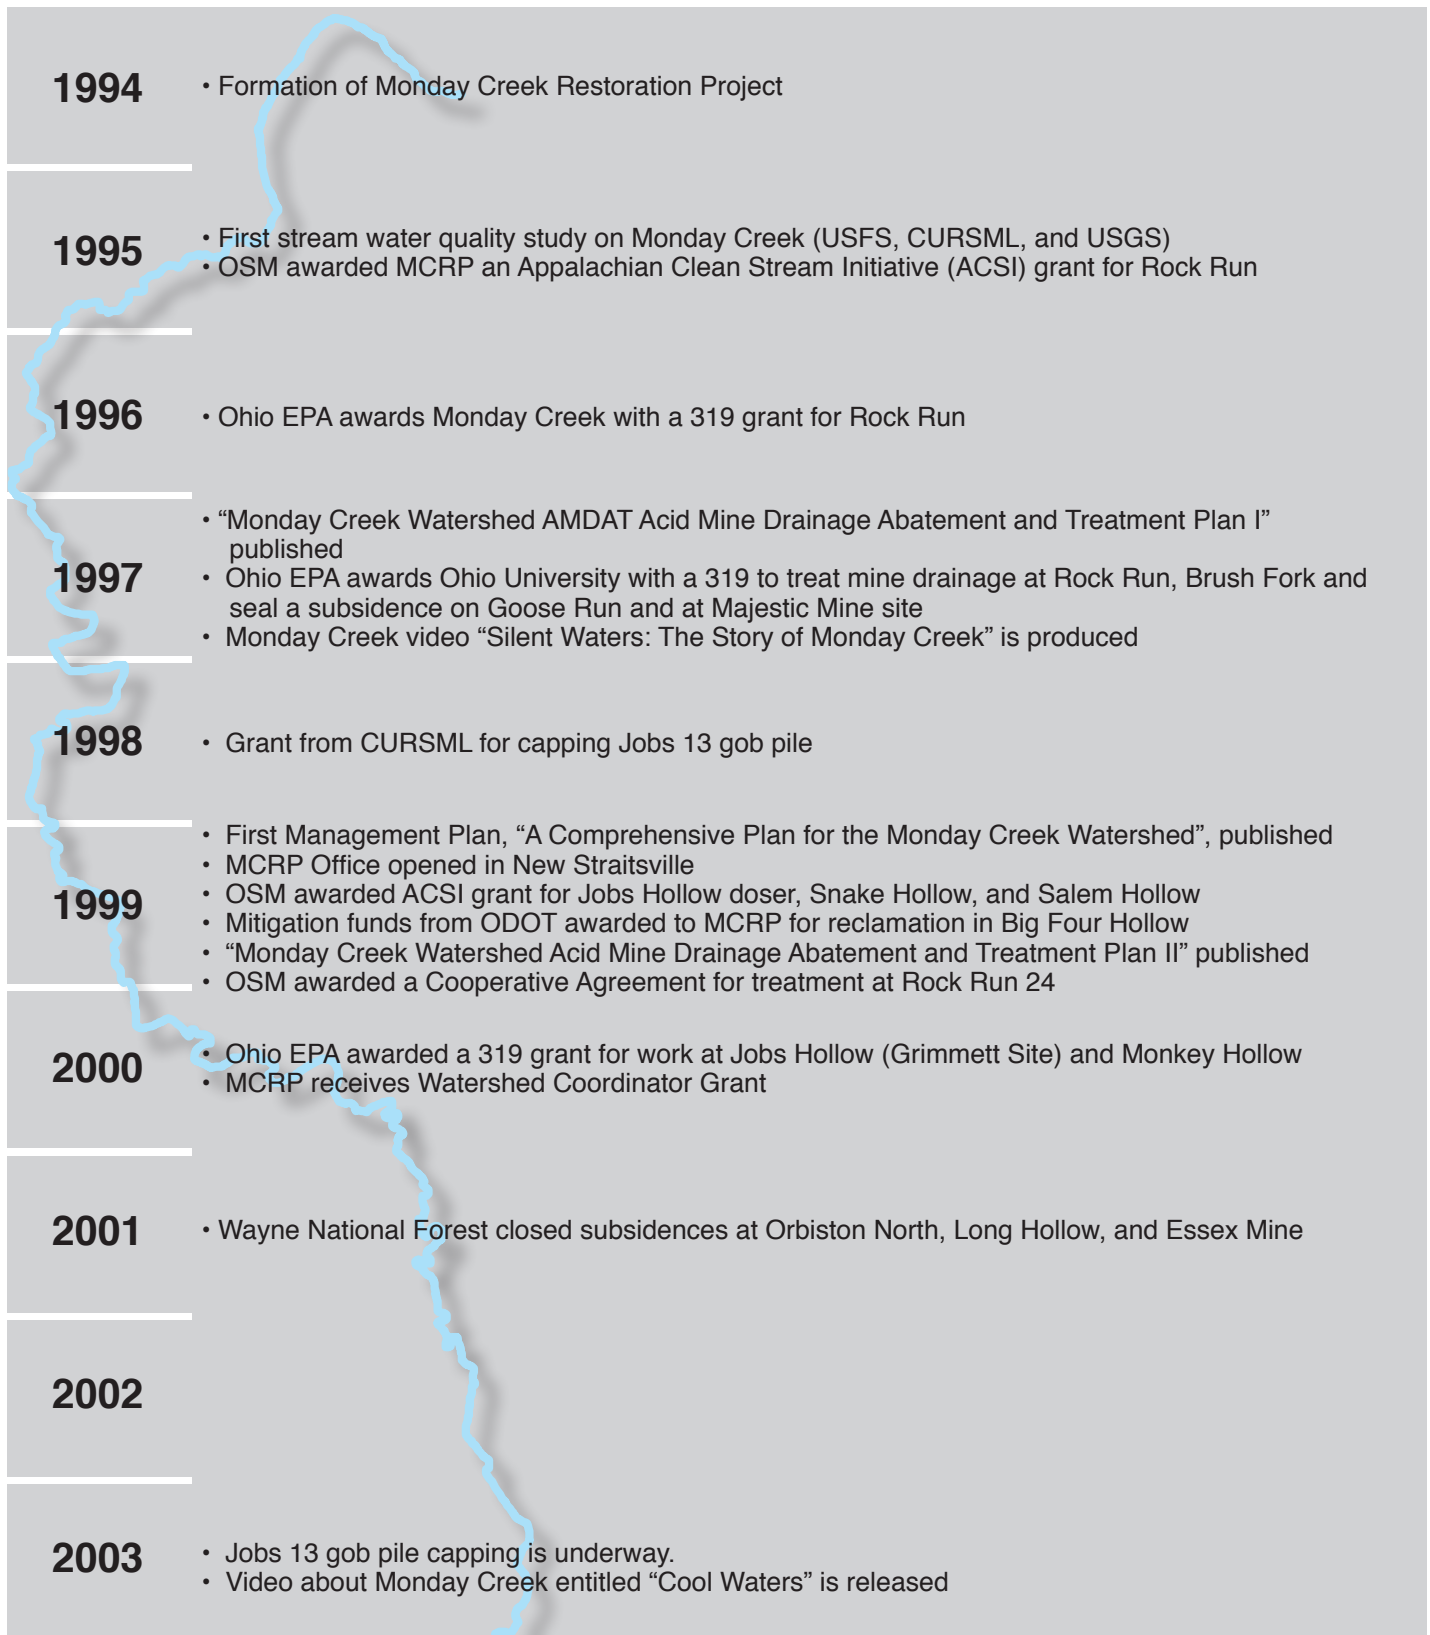 1994
• Formation of Monday Creek Restoration Project
1995
• First stream water quality study on Monday Creek (USFS, CURSML, and USGS)
• OSM awarded MCRP an Appalachian Clean Stream Initiative (ACSI) grant for Rock Run
1996
• Ohio EPA awards Monday Creek with a 319 grant for Rock Run
1997
• “Monday Creek Watershed AMDAT Acid Mine Drainage Abatement and Treatment Plan I”
published
• Ohio EPA awards Ohio University with a 319 to treat mine drainage at Rock Run, Brush Fork and
seal a subsidence on Goose Run and at Majestic Mine site
• Monday Creek video “Silent Waters: The Story of Monday Creek” is produced
1998
• Grant from CURSML for capping Jobs 13 gob pile
1999
• First Management Plan, “A Comprehensive Plan for the Monday Creek Watershed”, published
• MCRP Office opened in New Straitsville
• OSM awarded ACSI grant for Jobs Hollow doser, Snake Hollow, and Salem Hollow
• Mitigation funds from ODOT awarded to MCRP for reclamation in Big Four Hollow
• “Monday Creek Watershed Acid Mine Drainage Abatement and Treatment Plan II” published
• OSM awarded a Cooperative Agreement for treatment at Rock Run 24
2000
• Ohio EPA awarded a 319 grant for work at Jobs Hollow (Grimmett Site) and Monkey Hollow
• MCRP receives Watershed Coordinator Grant
2001
• Wayne National Forest closed subsidences at Orbiston North, Long Hollow, and Essex Mine
2002
2003
• Jobs 13 gob pile capping is underway.
• Video about Monday Creek entitled “Cool Waters” is released